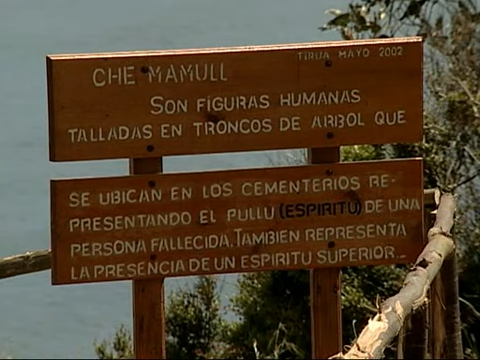 TIRUA MAYO 2002
CHE MAMULL
SON FIGURAS HUMANAS
TALLADAS EN TRONCOS DE ARBOL QUE
SE UBICAN EN LOS CEMENTERIOS RE-
PRESENTANDO EL PULLU (ESPIRITU) DE UNA
PERSONA FALLECIDA. TAMBIEN REPRESENTA
LA PRESENCIA DE UN ESPIRITU SUPERIOR...